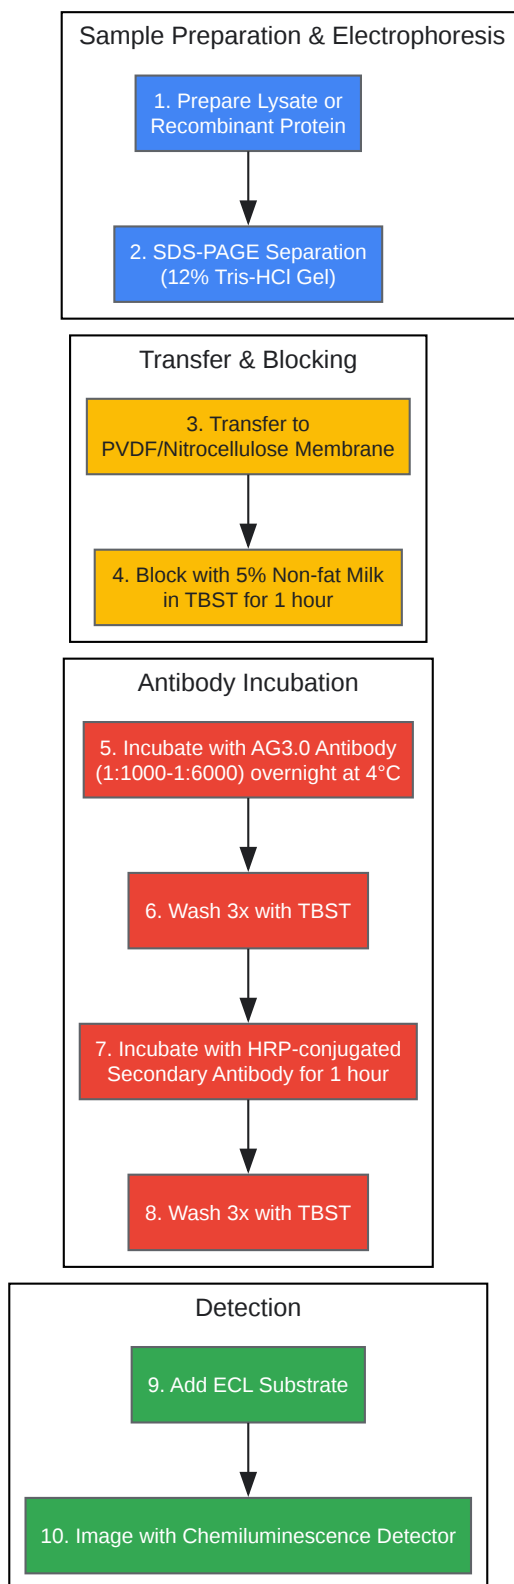 Sample Preparation & Electrophoresis
1. Prepare Lysate or
Recombinant Protein
2. SDS-PAGE Separation
(12% Tris-HCl Gel)
Transfer & Blocking
3. Transfer to
PVDF/Nitrocellulose Membrane
4. Block with 5% Non-fat Milk
in TBST for 1 hour
Antibody Incubation
5. Incubate with AG3.0 Antibody
(1:1000-1:6000) overnight at 4°C
6. Wash 3x with TBST
7. Incubate with HRP-conjugated
Secondary Antibody for 1 hour
8. Wash 3x with TBST
Detection
9. Add ECL Substrate
10. Image with Chemiluminescence Detector